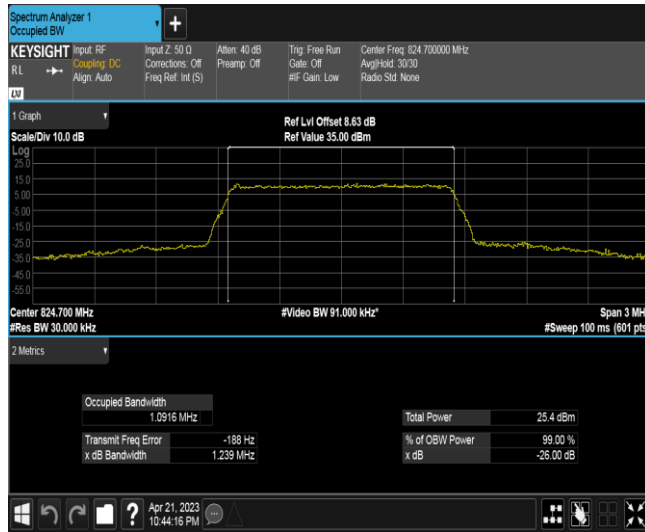 Spectrum Analyzer 1
Occupied BW
+
KEYSIGHT
RL
LXI
Input: RF
Coupling: DC
Align: Auto
Input Z: 50 Ω
Corrections: Off
Freq Ref: Int (S)
Atten: 40 dB
Preamp: Off
Trig: Free Run
Gate: Off
#IF Gain: Low
Center Freq: 824.700000 MHz
Avg|Hold: 30/30
Radio Std: None
1 Graph
Scale/Div 10.0 dB
Ref Lvl Offset 8.63 dB
Ref Value 35.00 dBm
Log
25.0
15.0
5.00
-5.00
-15.0
-25.0
-35.0
-45.0
-55.0
Center 824.700 MHz
#Video BW 91.000 kHz*
Span 3 MH
#Res BW 30.000 kHz
#Sweep 100 ms (601 pts
2 Metrics
Occupied Bandwidth
1.0916 MHz
Total Power 25.4 dBm
Transmit Freq Error -188 Hz
% of OBW Power 99.00 %
x dB Bandwidth 1.239 MHz
x dB -26.00 dB
?
Apr 21, 2023
10:44:16 PM